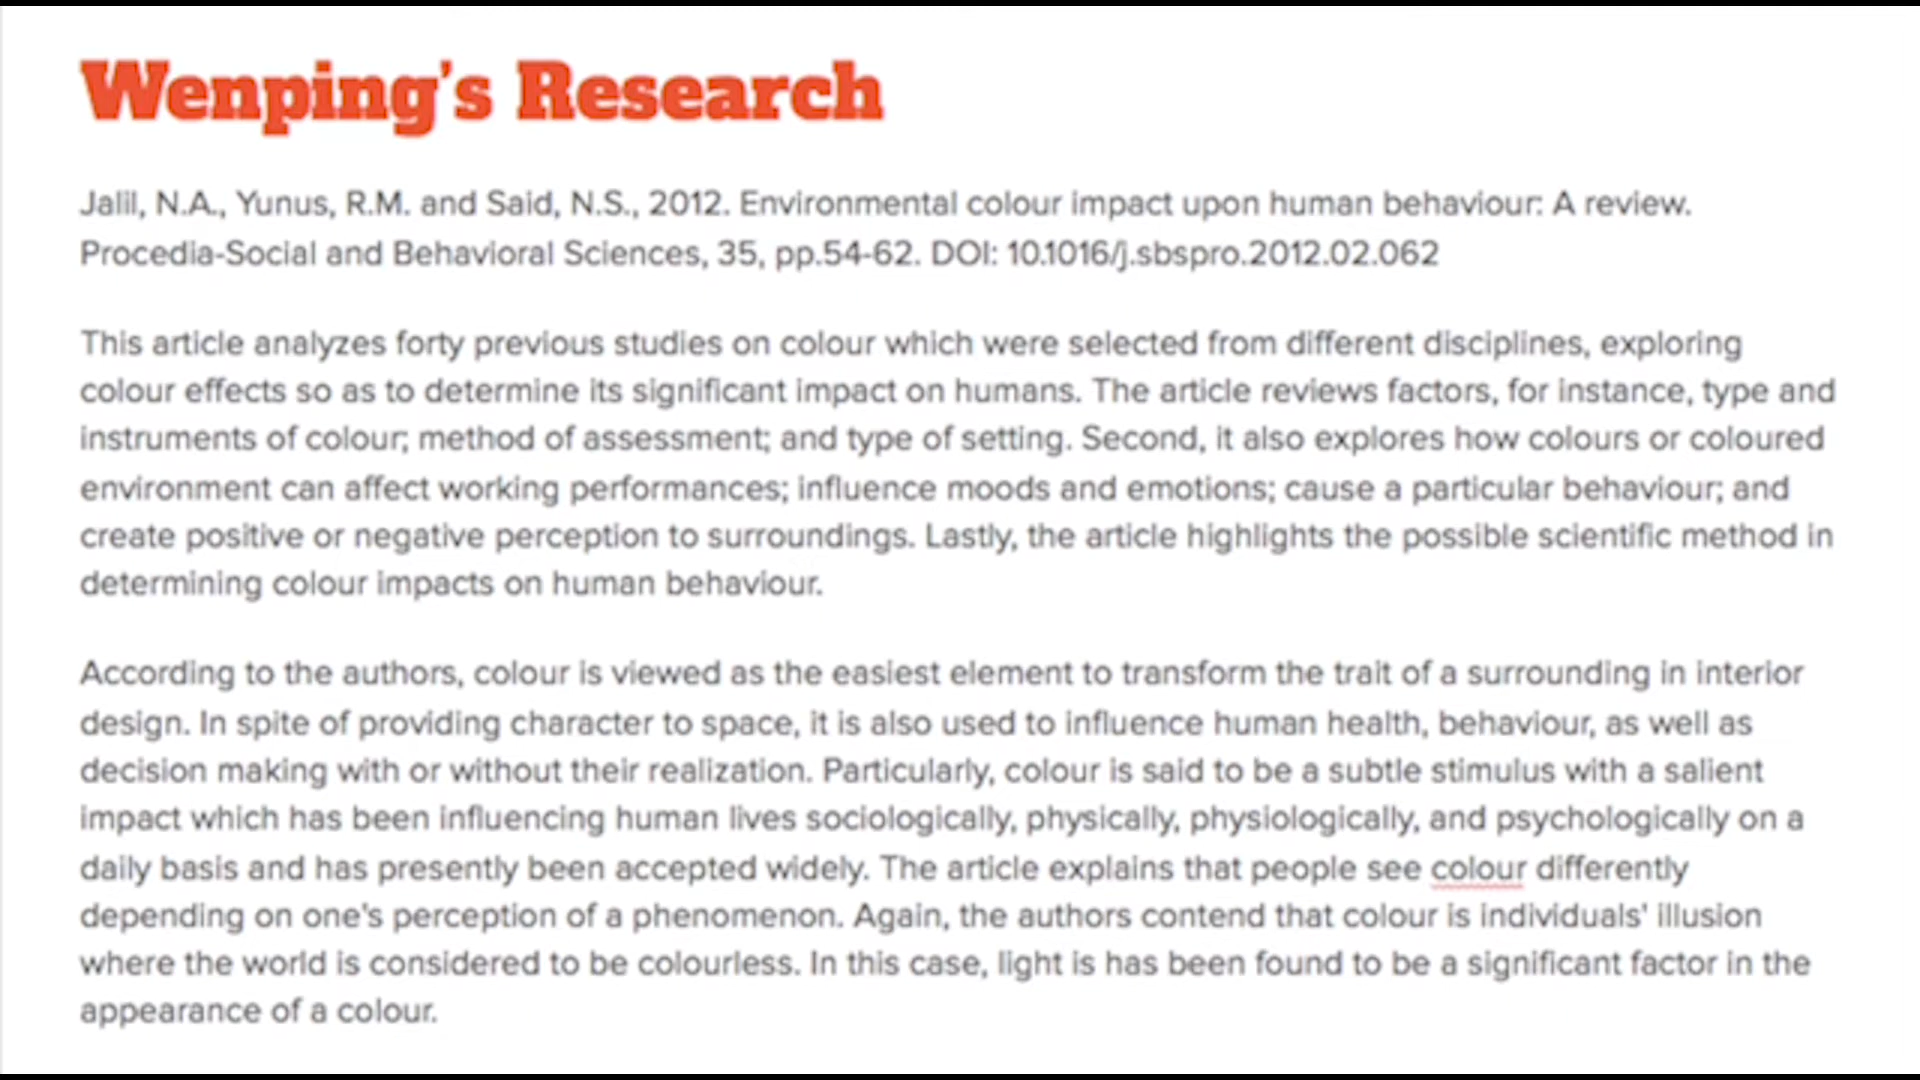 Wenping's Research
Jalil, N.A., Yunus, R.M. and Said, N.S., 2012. Environmental colour impact upon human behaviour: A review.
Procedia-Social and Behavioral Sciences, 35, pp.54-62. DOI: 10.1016/j.sbspro.2012.02.062
This article analyzes forty previous studies on colour which were selected from different disciplines, exploring
colour effects so as to determine its significant impact on humans. The article reviews factors, for instance, type and
instruments of colour; method of assessment; and type of setting. Second, it also explores how colours or coloured
environment can affect working performances; influence moods and emotions; cause a particular behaviour; and
create positive or negative perception to surroundings. Lastly, the article highlights the possible scientific method in
determining colour impacts on human behaviour.
According to the authors, colour is viewed as the easiest element to transform the trait of a surrounding in interior
design. In spite of providing character to space, it is also used to influence human health, behaviour, as well as
decision making with or without their realization. Particularly, colour is said to be a subtle stimulus with a salient
impact which has been influencing human lives sociologically, physically, physiologically, and psychologically on a
daily basis and has presently been accepted widely. The article explains that people see colour differently
depending on one's perception of a phenomenon. Again, the authors contend that colour is individuals' illusion
where the world is considered to be colourless. In this case, light is has been found to be a significant factor in the
appearance of a colour.